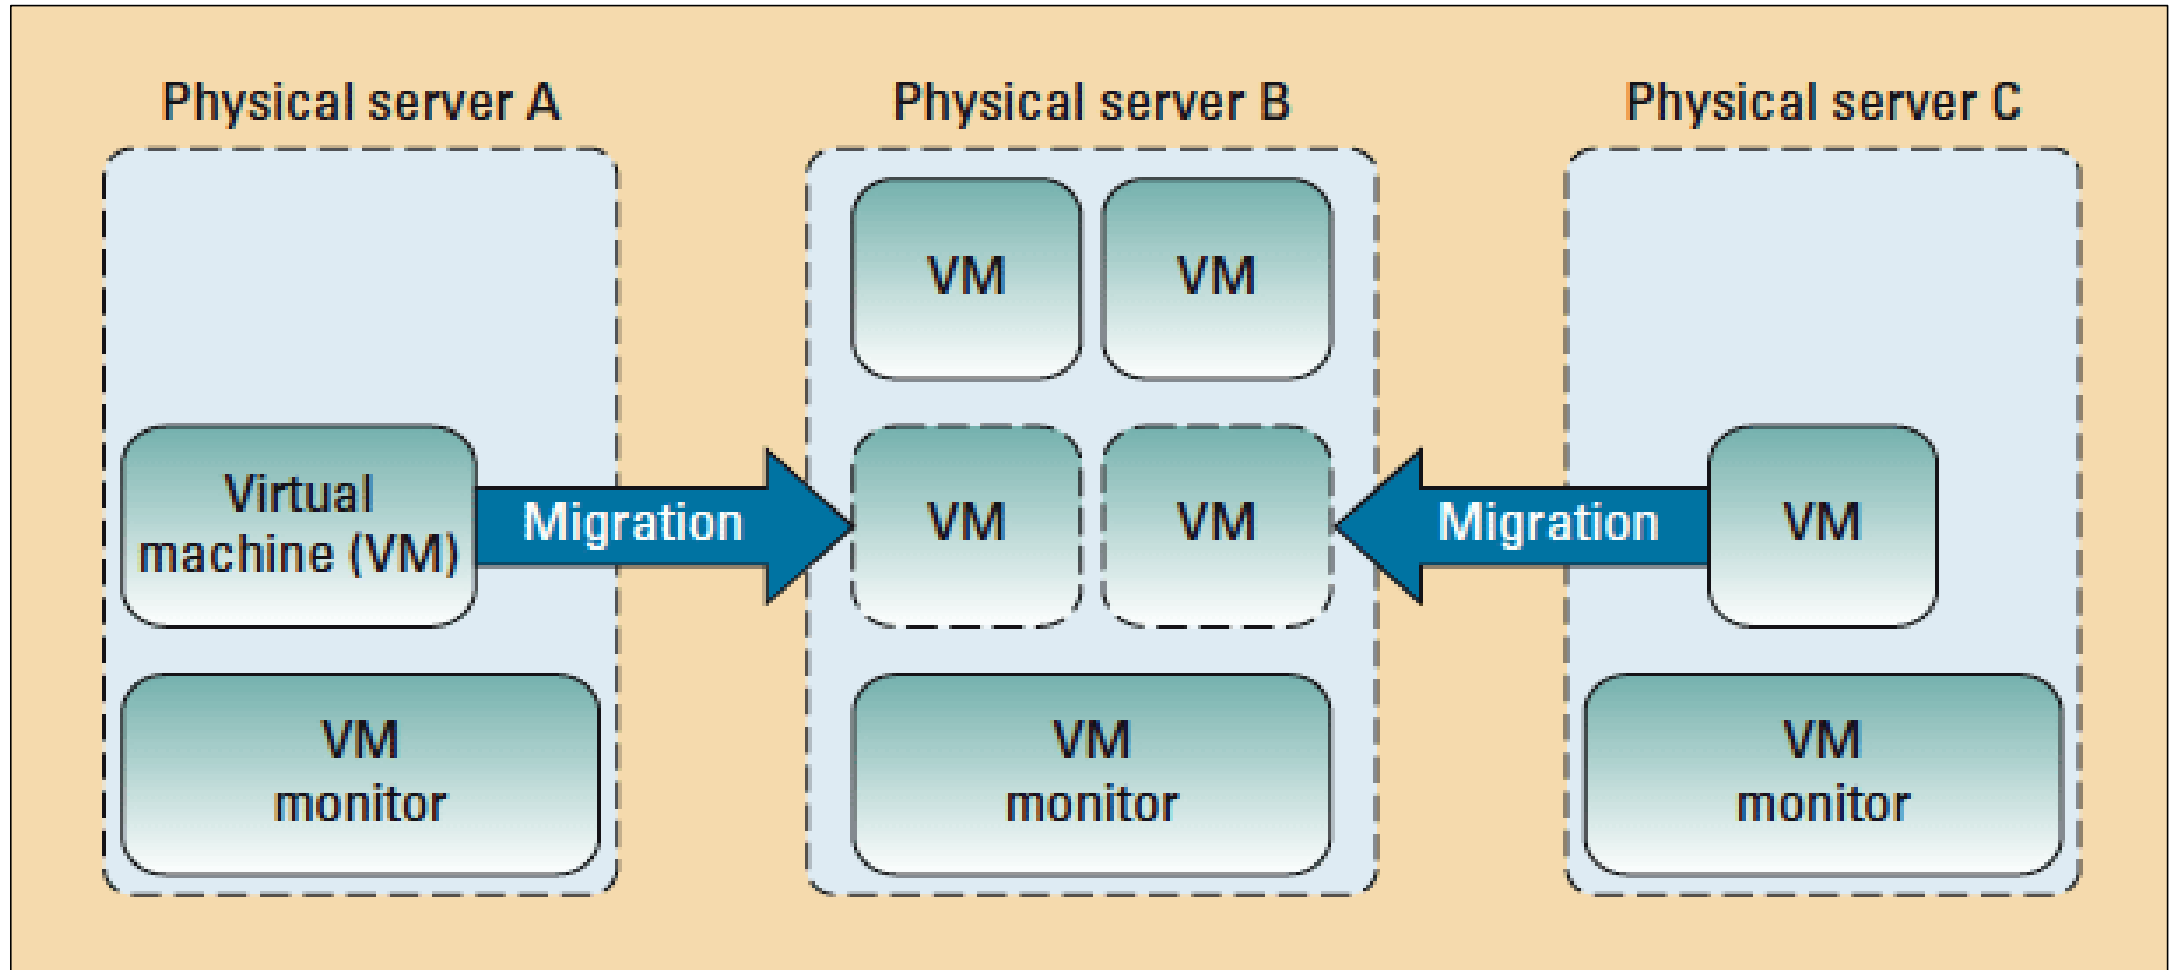 Physical server A
Physical server B
Physical server C
VM
VM
Virtual
machine (VM)
Migration
VM
VM
Migration
VM
VM
monitor
VM
monitor
VM
monitor